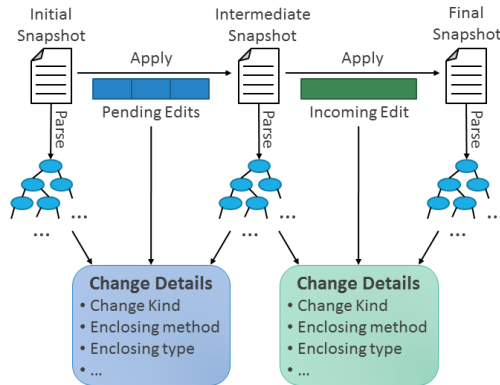 Initial
Snapshot
Intermediate
Snapshot
Final
Snapshot
Apply
Apply
Pending Edits
Incoming Edit
Parse
Parse
Parse
...
...
...
...
...
...
Change Details
• Change Kind
• Enclosing method
• Enclosing type
• ...
Change Details
• Change Kind
• Enclosing method
• Enclosing type
• ...